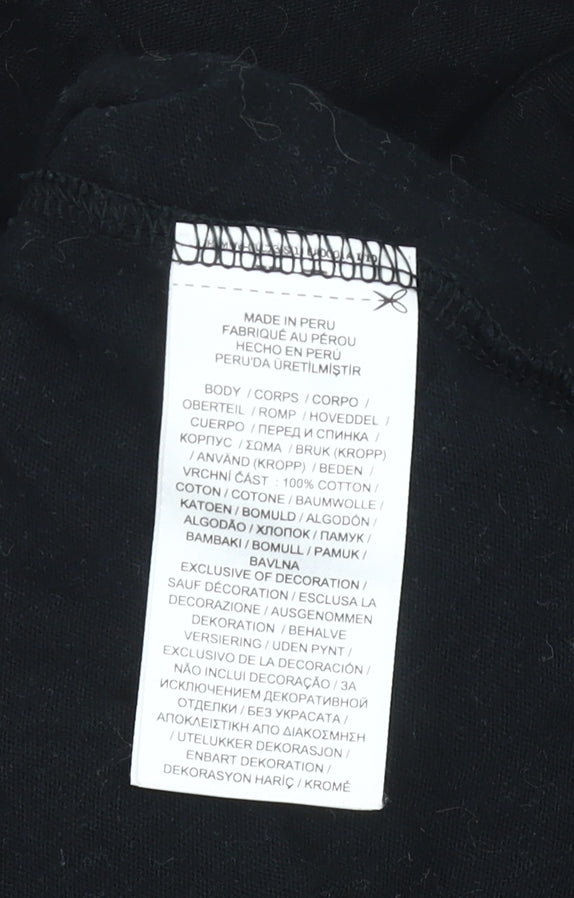 MADE IN PERU
FABRIQUÉ AU PÉROU
HECHO EN PERÚ
PERU'DA ÜRETİLMİŞTİR
BODY / CORPS / CORPO /
OBERTEIL / ROMP / HOVEDDEL /
CUERPO / ПЕРЕД И СПИНКА /
КОРПУС / ΣΩΜΑ / BRUK (KROPP)
/ ANVÄND (KROPP) / BEDEN /
VRCHNÍ ČÁST : 100% COTTON /
COTON / COTONE / BAUMWOLLE /
KATOEN / BOMULD / ALGODÓN /
ALGODÃO / ХЛОПОК / ПАМУК /
BAMBAKI / BOMULL / PAMUK /
BAVLNA
EXCLUSIVE OF DECORATION /
SAUF DÉCORATION / ESCLUSA LA
DECORAZIONE / AUSGENOMMEN
DEKORATION / BEHALVE
VERSIERING / UDEN PYNT /
EXCLUSIVO DE LA DECORACIÓN /
NÃO INCLUI DECORAÇÃO / ЗА
ИСКЛЮЧЕНИЕМ ДЕКОРАТИВНОЙ
ОТДЕЛКИ / БЕЗ УКРАСАТА /
ΑΠΟΚΛΕΙΣΤΙΚΗ ΑΠΟ ΔΙΑΚΟΣΜΗΣΗ
/ UTELUKKER DEKORASJON /
ENBART DEKORATION /
DEKORASYON HARİÇ / KROMĚ